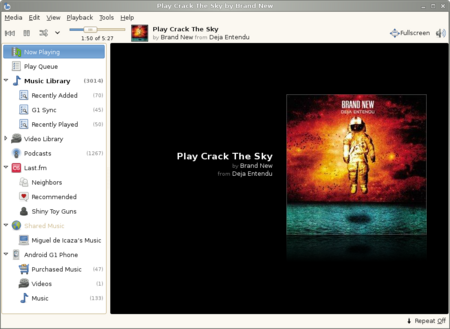 Play Crack The Sky by Brand New
Media Edit View Playback Tools Help
1:50 of 5:27
Play Crack The Sky
by Brand New from Deja Entendu
Fullscreen
Now Playing
Play Queue
Music Library (3614)
Recently Added (70)
G1 Sync (45)
Recently Played (50)
Video Library
Podcasts (1267)
Last.fm
Neighbors
Recommended
Shiny Toy Guns
Shared Music
Miguel de Icaza's Music
Android G1 Phone
Purchased Music (47)
Videos (1)
Music (133)
BRAND NEW
DEJA ENTENDU
Play Crack The Sky
by Brand New
from Deja Entendu
Repeat Off